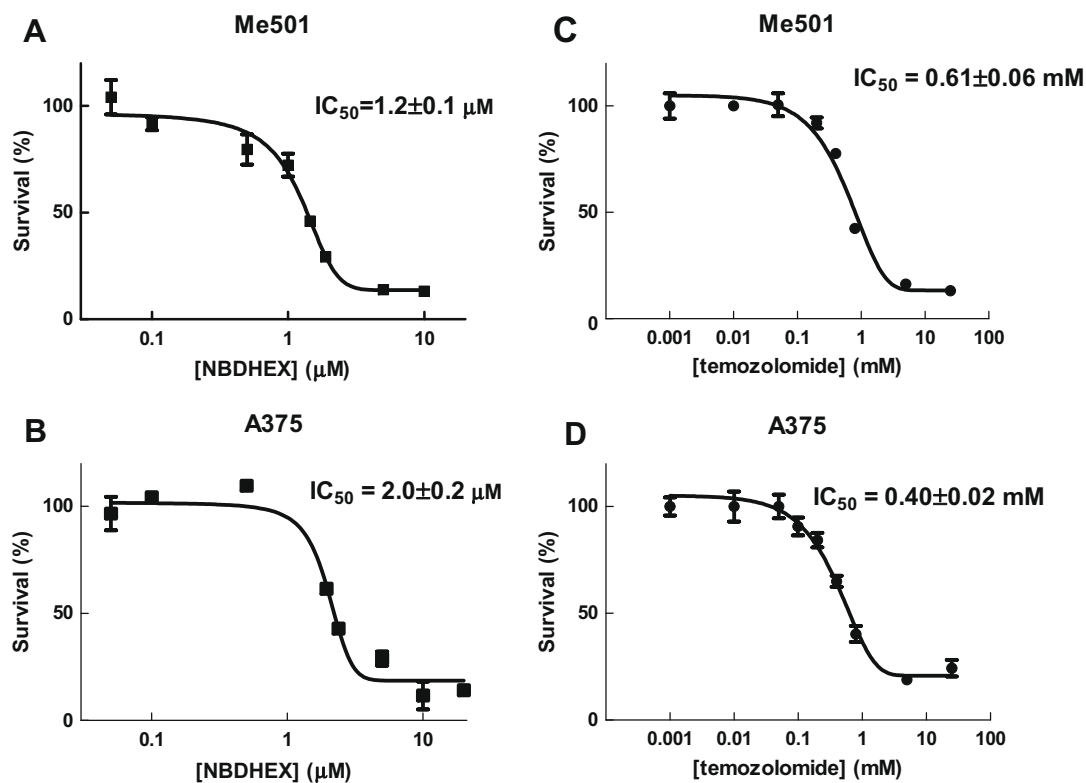 A
Me501
IC50=1.2±0.1 μM
100
50
0
Survival (%)
0.1
1
10
[NBDHEX] (μM)
C
Me501
IC50 = 0.61±0.06 mM
100
50
0
Survival (%)
0.001
0.01
0.1
1
10
100
[temozolomide] (mM)
B
A375
IC50 = 2.0±0.2 μM
100
50
0
Survival (%)
0.1
1
10
[NBDHEX] (μM)
D
A375
IC50 = 0.40±0.02 mM
100
50
0
Survival (%)
0.001
0.01
0.1
1
10
100
[temozolomide] (mM)